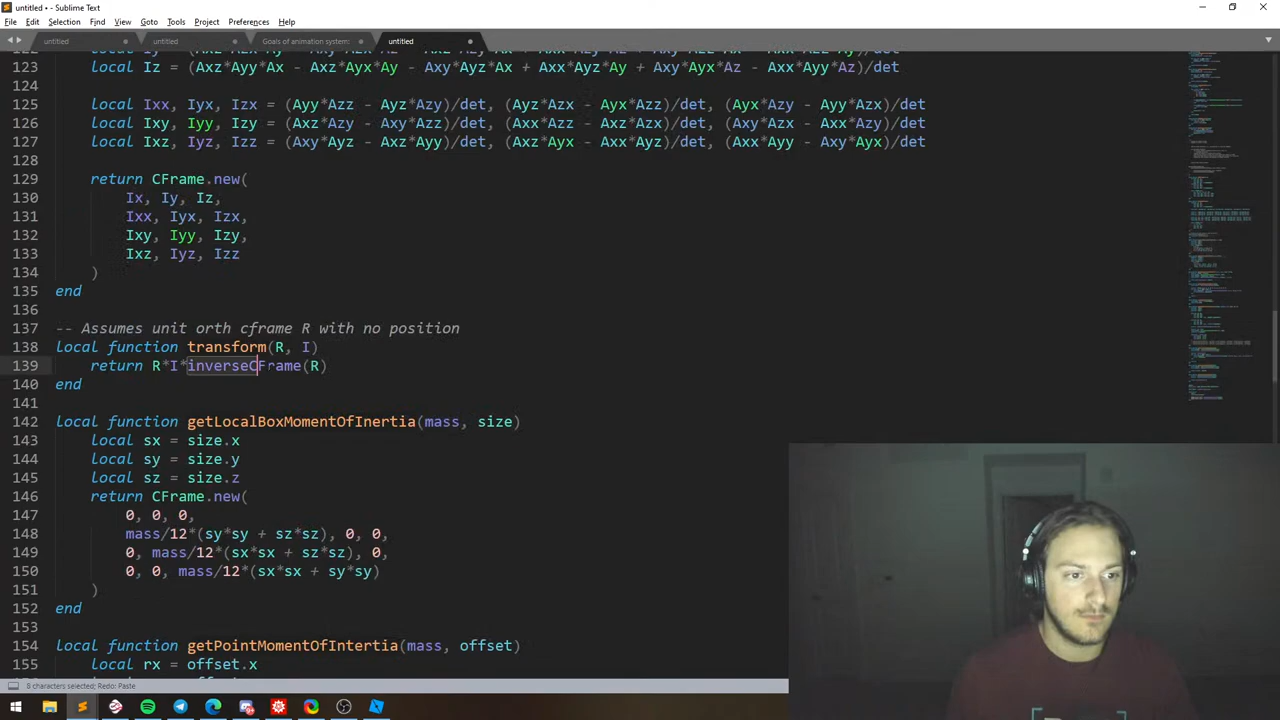 untitled • - Sublime Text
File Edit Selection Find View Goto Tools Project Preferences Help
untitled untitled Goals of animation system: untitled
123 local Iz = (Axz*Ayy*Ax - Axz*Ayx*Ay - Axy*Ayz*Ax + Axx*Ayz*Ay + Axy*Ayx*Az - Axx*Ayy*Az)/det
124
125 local Ixx, Iyx, Izx = (Ayy*Azz - Ayz*Azy)/det, (Ayz*Azx - Ayx*Azz)/det, (Ayx*Azy - Ayy*Azx)/det
126 local Ixy, Iyy, Izy = (Axz*Azy - Axy*Azz)/det, (Axx*Azz - Axz*Azx)/det, (Axy*Azx - Axx*Azy)/det
127 local Ixz, Iyz, Izz = (Axy*Ayz - Axz*Ayy)/det, (Axz*Ayx - Axx*Ayz)/det, (Axx*Ayy - Axy*Ayx)/det
128
129 return CFrame.new(
130 Ix, Iy, Iz,
131 Ixx, Iyx, Izx,
132 Ixy, Iyy, Izy,
133 Ixz, Iyz, Izz
134 )
135 end
136
137 -- Assumes unit orth cframe R with no position
138 local function transform(R, I)
139 return R*I*inverseCFrame(R)
140 end
141
142 local function getLocalBoxMomentOfInertia(mass, size)
143 local sx = size.x
144 local sy = size.y
145 local sz = size.z
146 return CFrame.new(
147 0, 0, 0,
148 mass/12*(sy*sy + sz*sz), 0, 0,
149 0, mass/12*(sx*sx + sz*sz), 0,
150 0, 0, mass/12*(sx*sx + sy*sy)
151 )
152 end
153
154 local function getPointMomentOfIntertia(mass, offset)
155 local rx = offset.x
8 characters selected; Redo: Paste